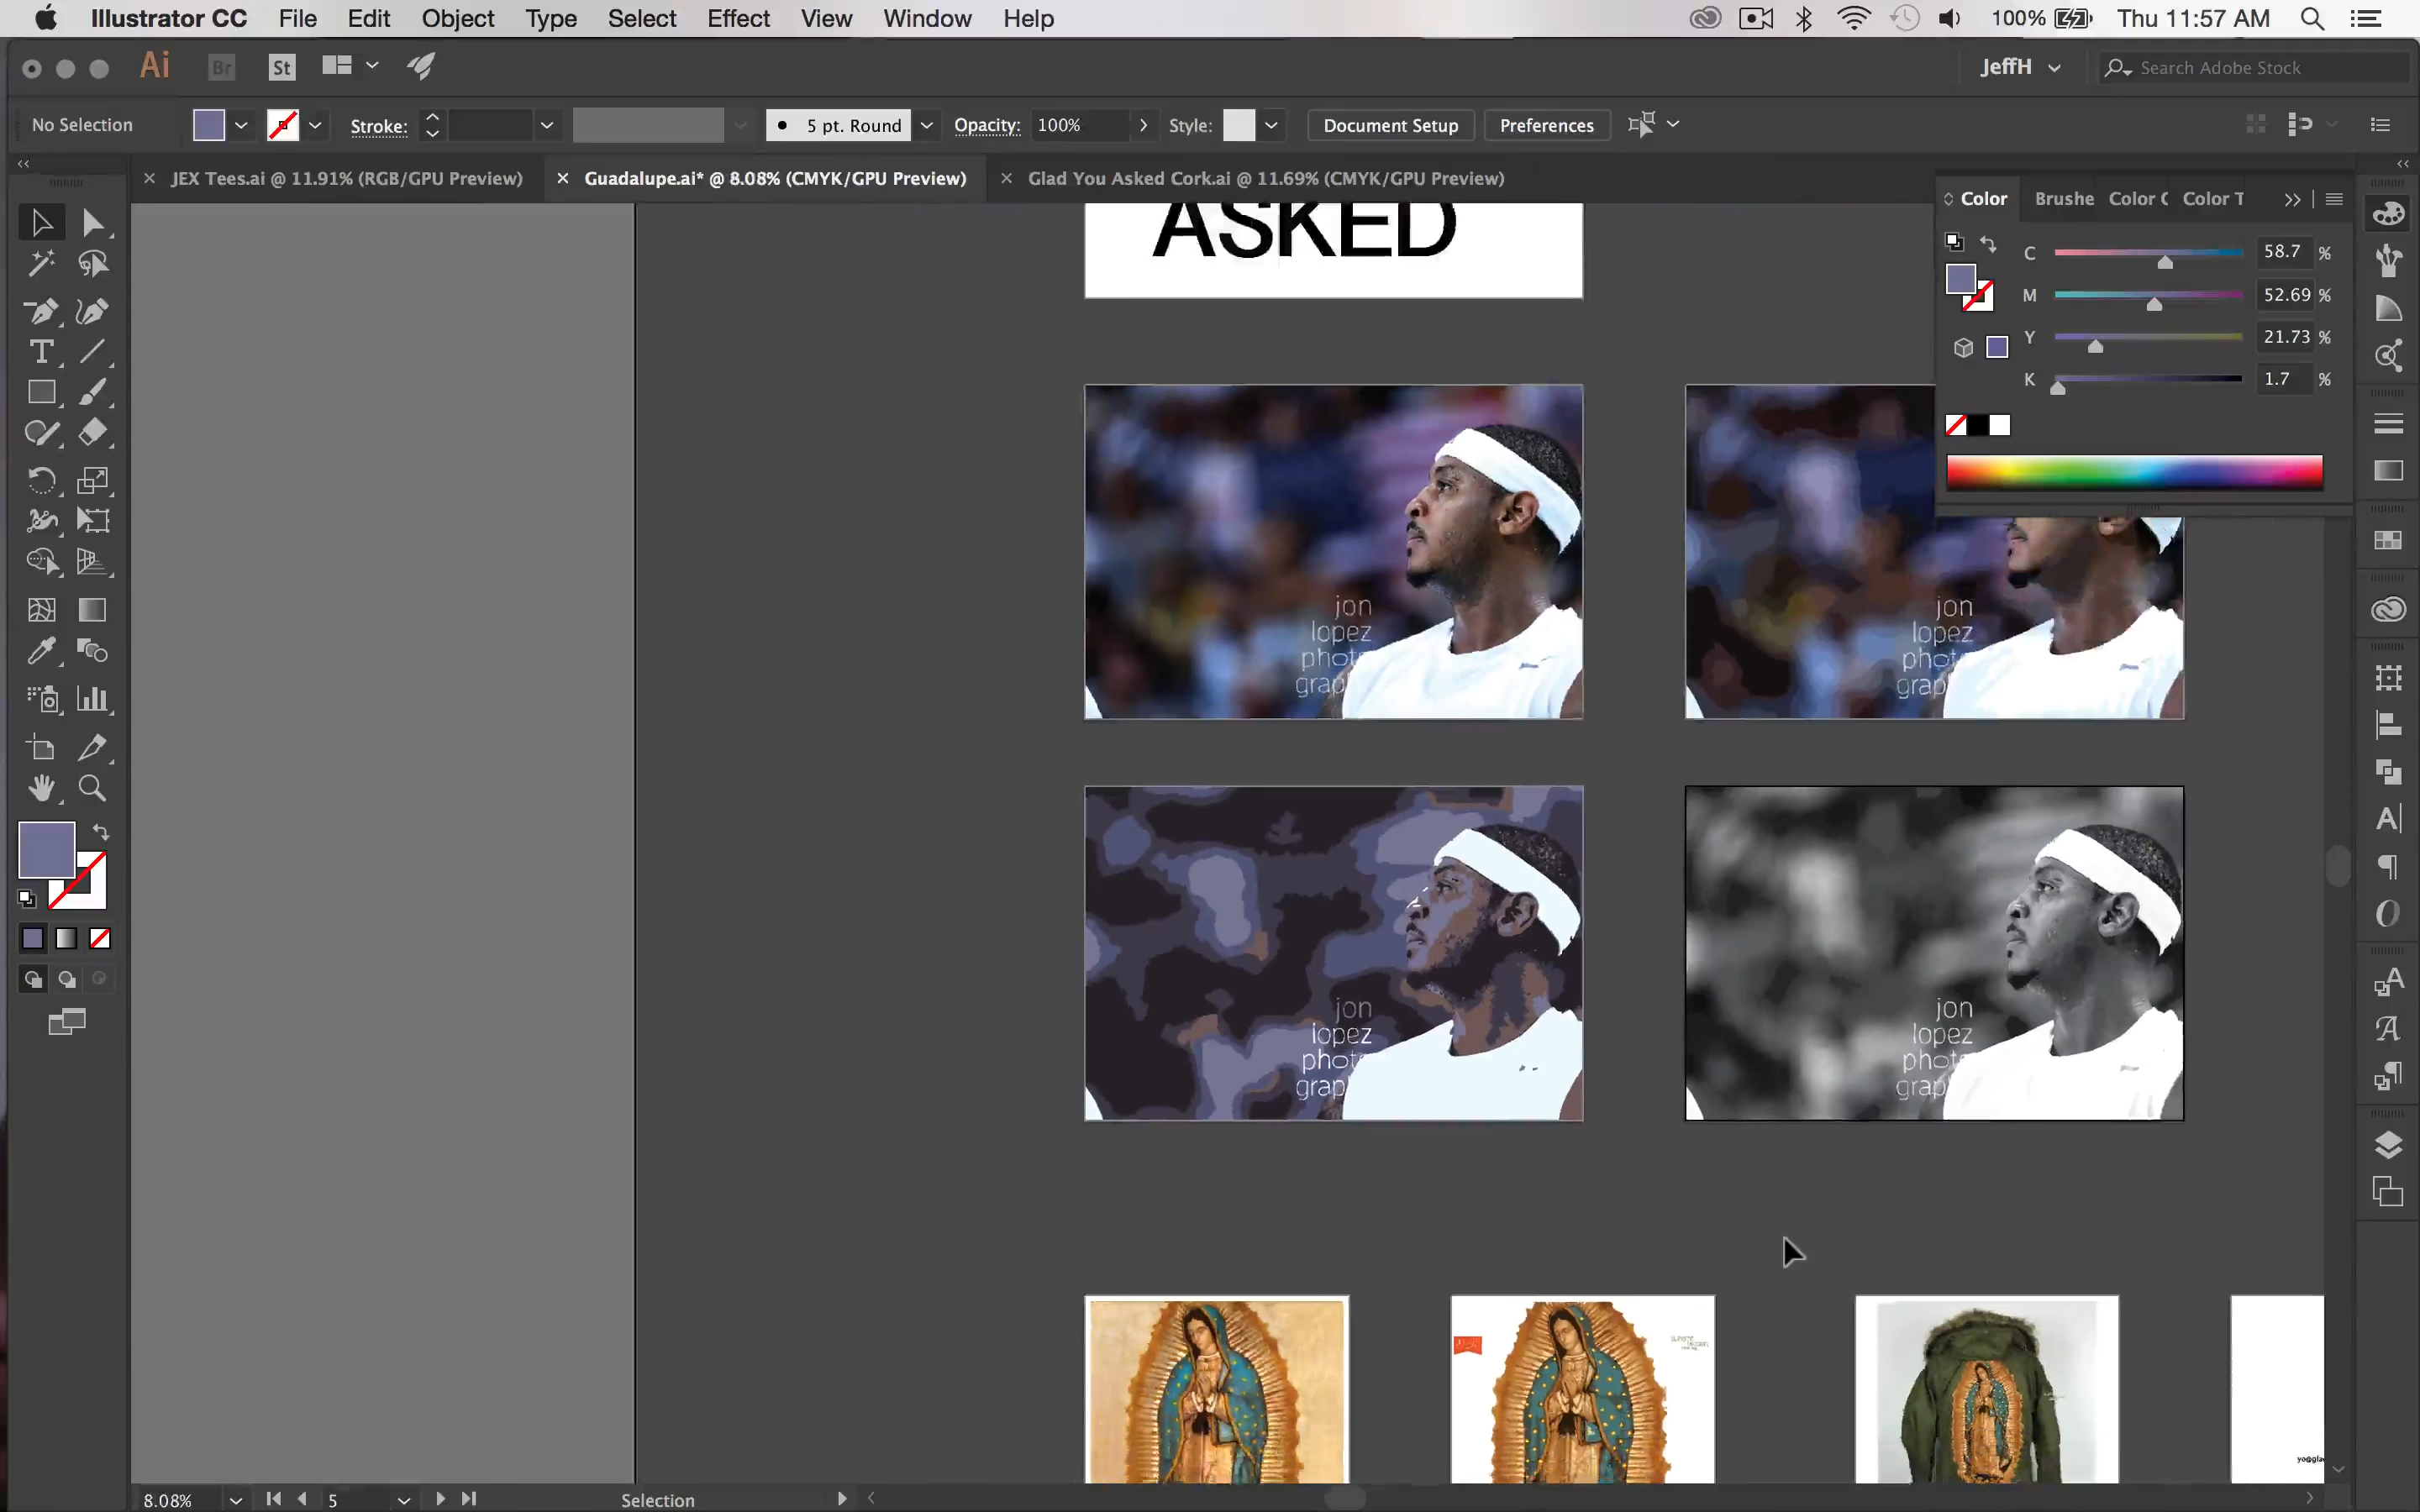 Illustrator CC File Edit Object Type Select Effect View Window Help 100% Thu 11:57 AM
Ai Br St JeffH Search Adobe Stock
No Selection Stroke: 5 pt. Round Opacity: 100% Style: Document Setup Preferences
JEX Tees.ai @ 11.91% (RGB/GPU Preview) Guadalupe.ai* @ 8.08% (CMYK/GPU Preview) Glad You Asked Cork.ai @ 11.69% (CMYK/GPU Preview)
Color Brushe Color C Color T
C 58.7 %
M 52.69 %
Y 21.73 %
K 1.7 %
ASKED
jon
lopez
phot
grap
jon
lopez
phot
grap
jon
lopez
phot
grap
jon
lopez
phot
grap
8.08% 5 Selection